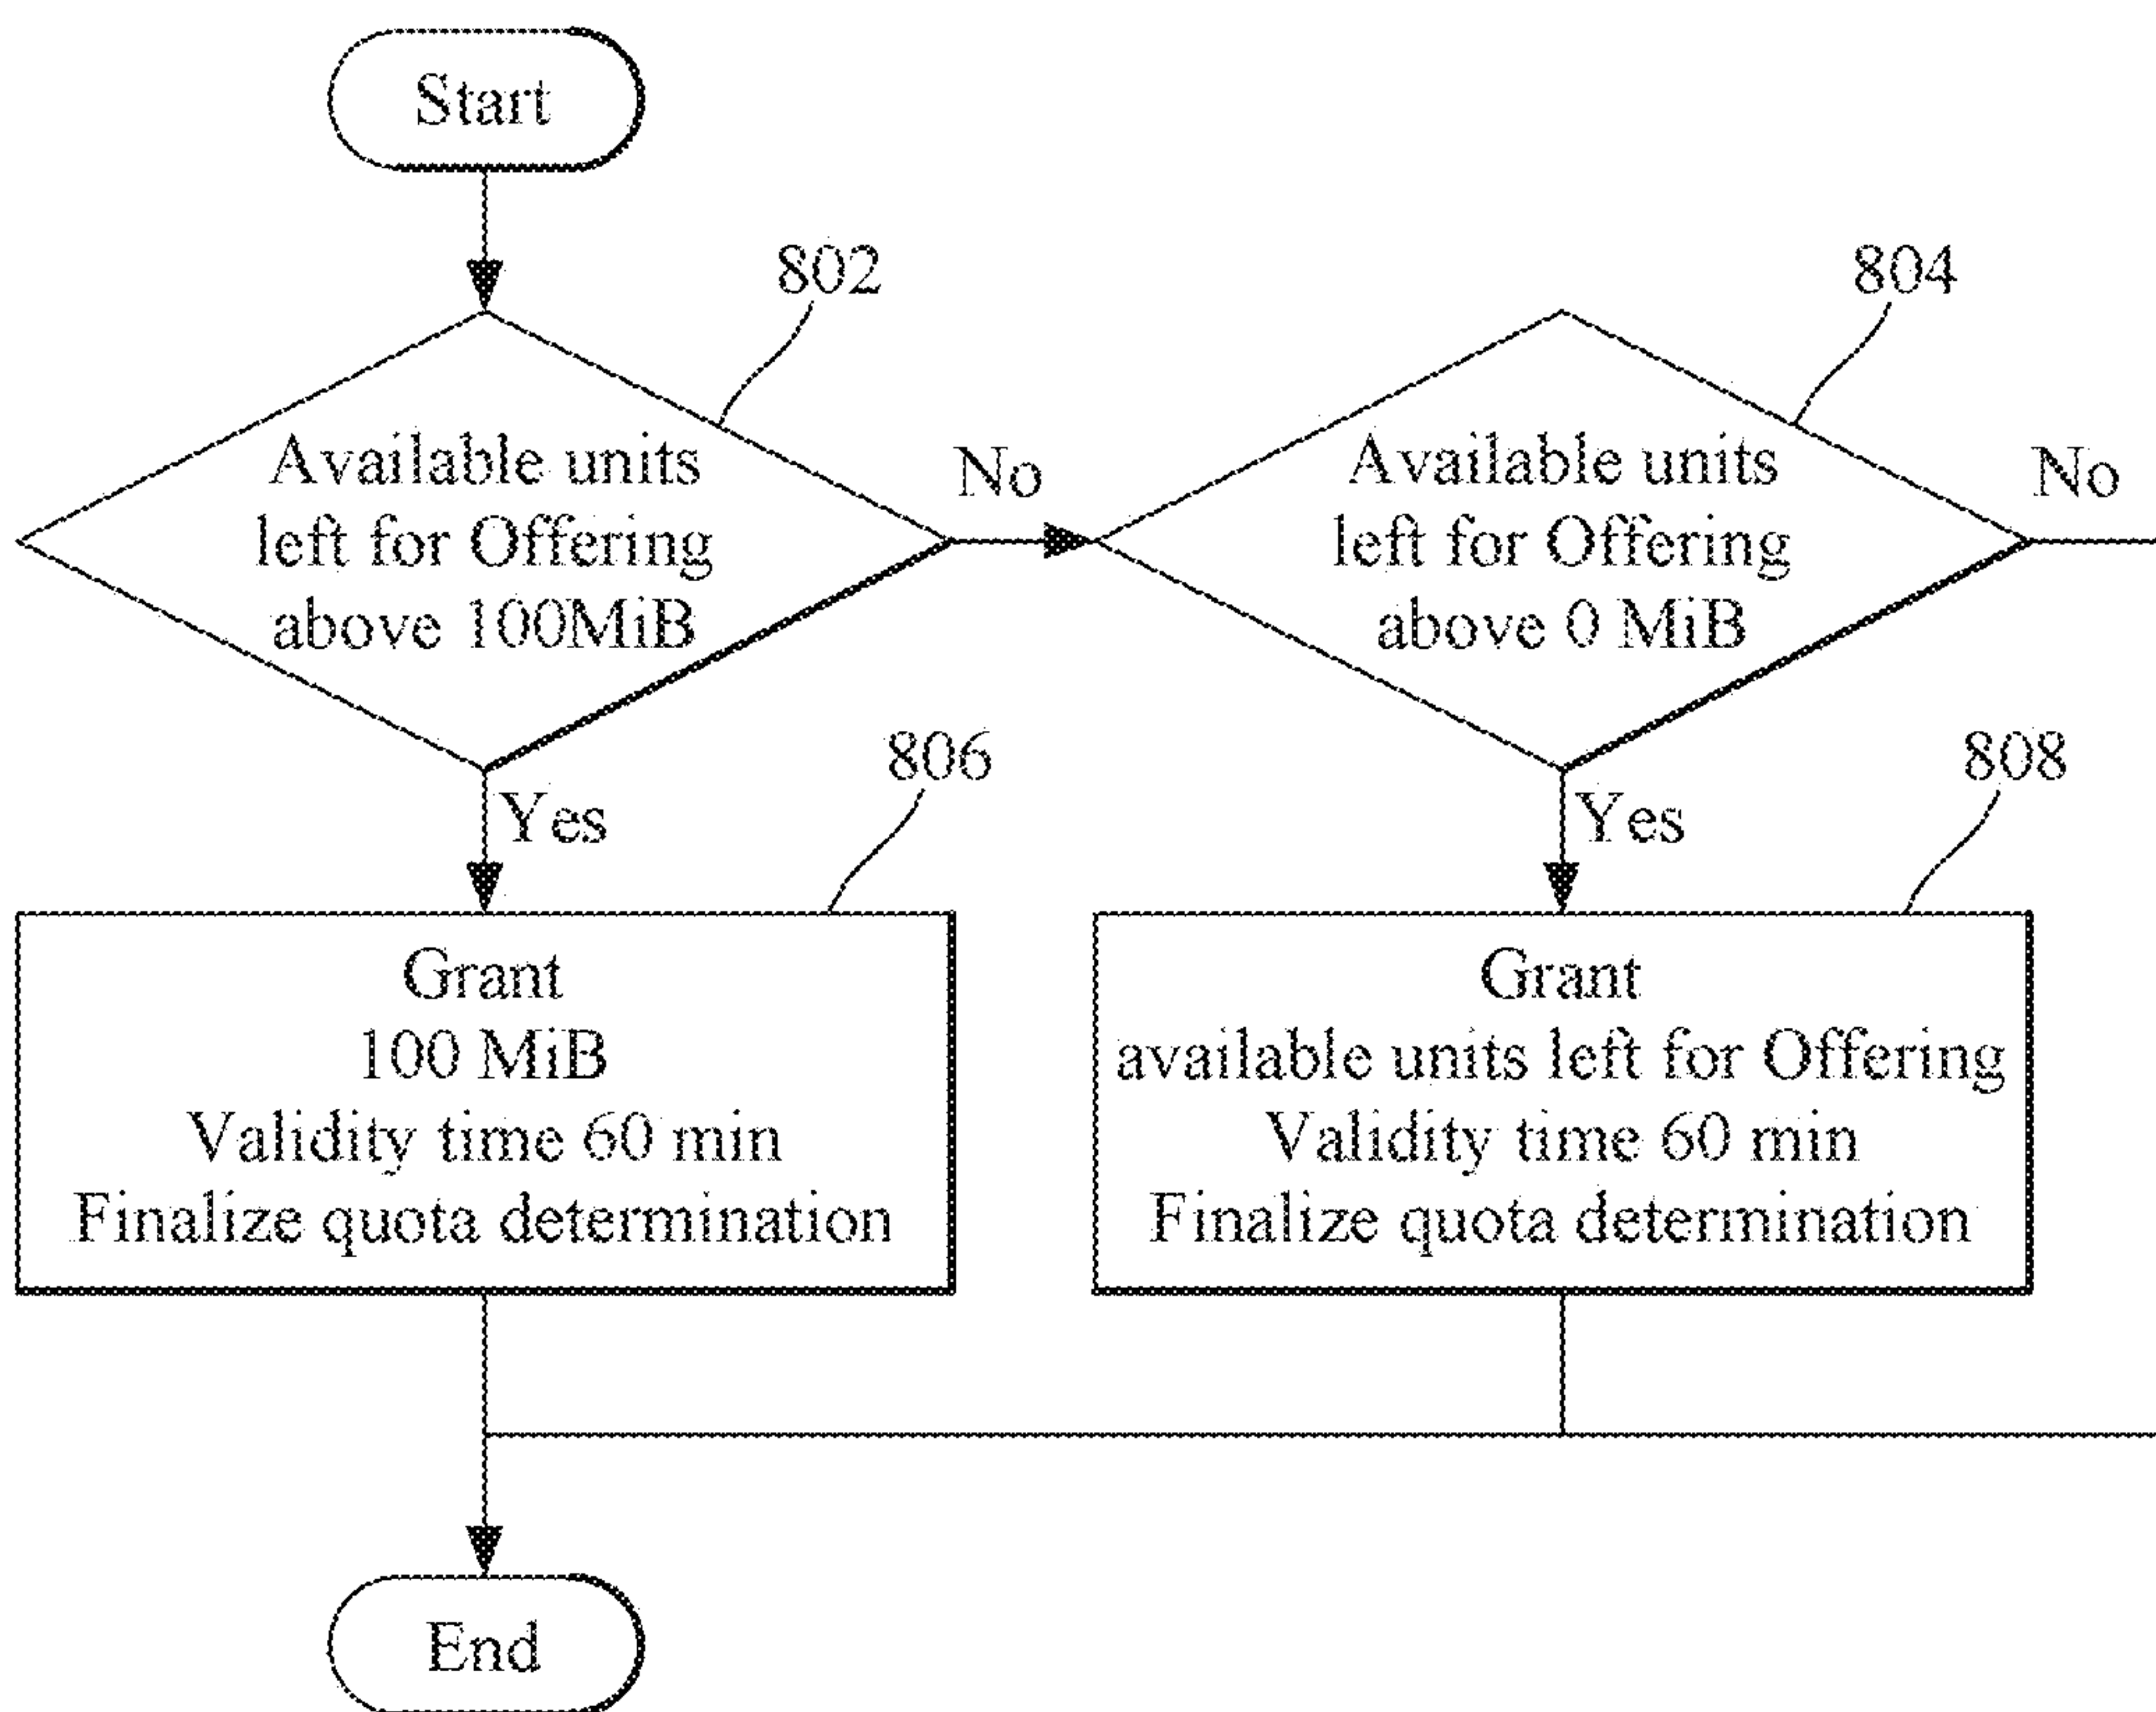 Start
802
804
Available units
left for Offering
above 100MiB
No
Available units
left for Offering
above 0 MiB
No
Yes
806
Yes
808
Grant
100 MiB
Validity time 60 min
Finalize quota determination
Grant
available units left for Offering
Validity time 60 min
Finalize quota determination
End